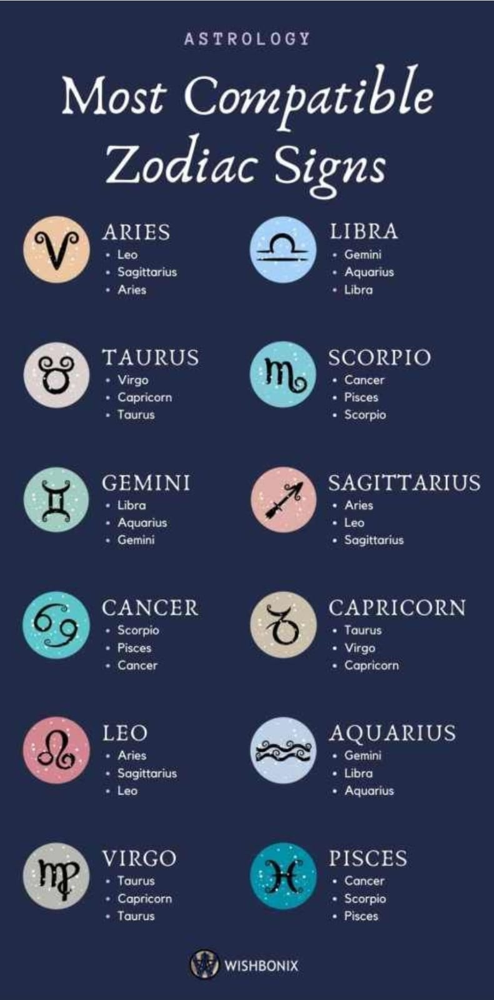 ASTROLOGY
Most Compatible
Zodiac Signs
ARIES
• Leo
• Sagittarius
• Aries
LIBRA
• Gemini
• Aquarius
• Libra
TAURUS
• Virgo
• Capricorn
• Taurus
SCORPIO
• Cancer
• Pisces
• Scorpio
GEMINI
• Libra
• Aquarius
• Gemini
SAGITTARIUS
• Aries
• Leo
• Sagittarius
CANCER
• Scorpio
• Pisces
• Cancer
CAPRICORN
• Taurus
• Virgo
• Capricorn
LEO
• Aries
• Sagittarius
• Leo
AQUARIUS
• Gemini
• Libra
• Aquarius
VIRGO
• Taurus
• Capricorn
• Taurus
PISCES
• Cancer
• Scorpio
• Pisces
WISHBONIX